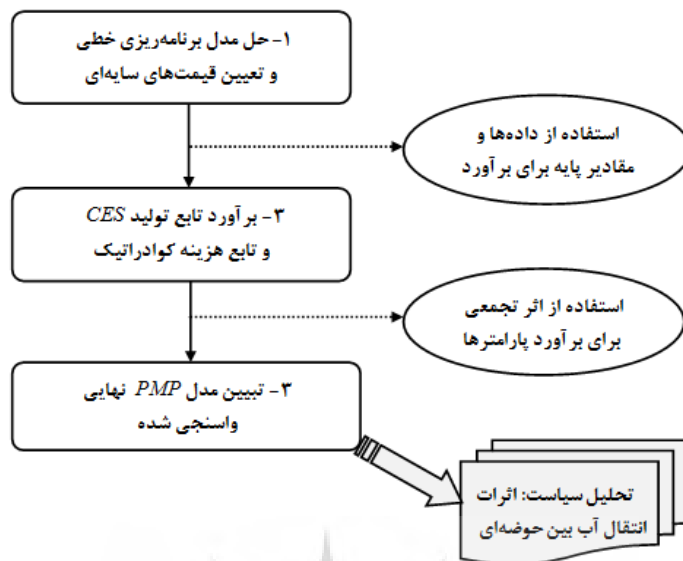 ۱- حل مدل برنامه‌ریزی خطی
و تعیین قیمت‌های سایه‌ای
استفاده از داده‌ها و
مقادیر پایه برای برآورد
۳- برآورد تابع تولید CES
و تابع هزینه کوادراتیک
استفاده از اثر تجمعی
برای برآورد پارامترها
۳- تبیین مدل PMP نهایی
واسنجی شده
تحلیل سیاست: اثرات
انتقال آب بین حوضه‌ای